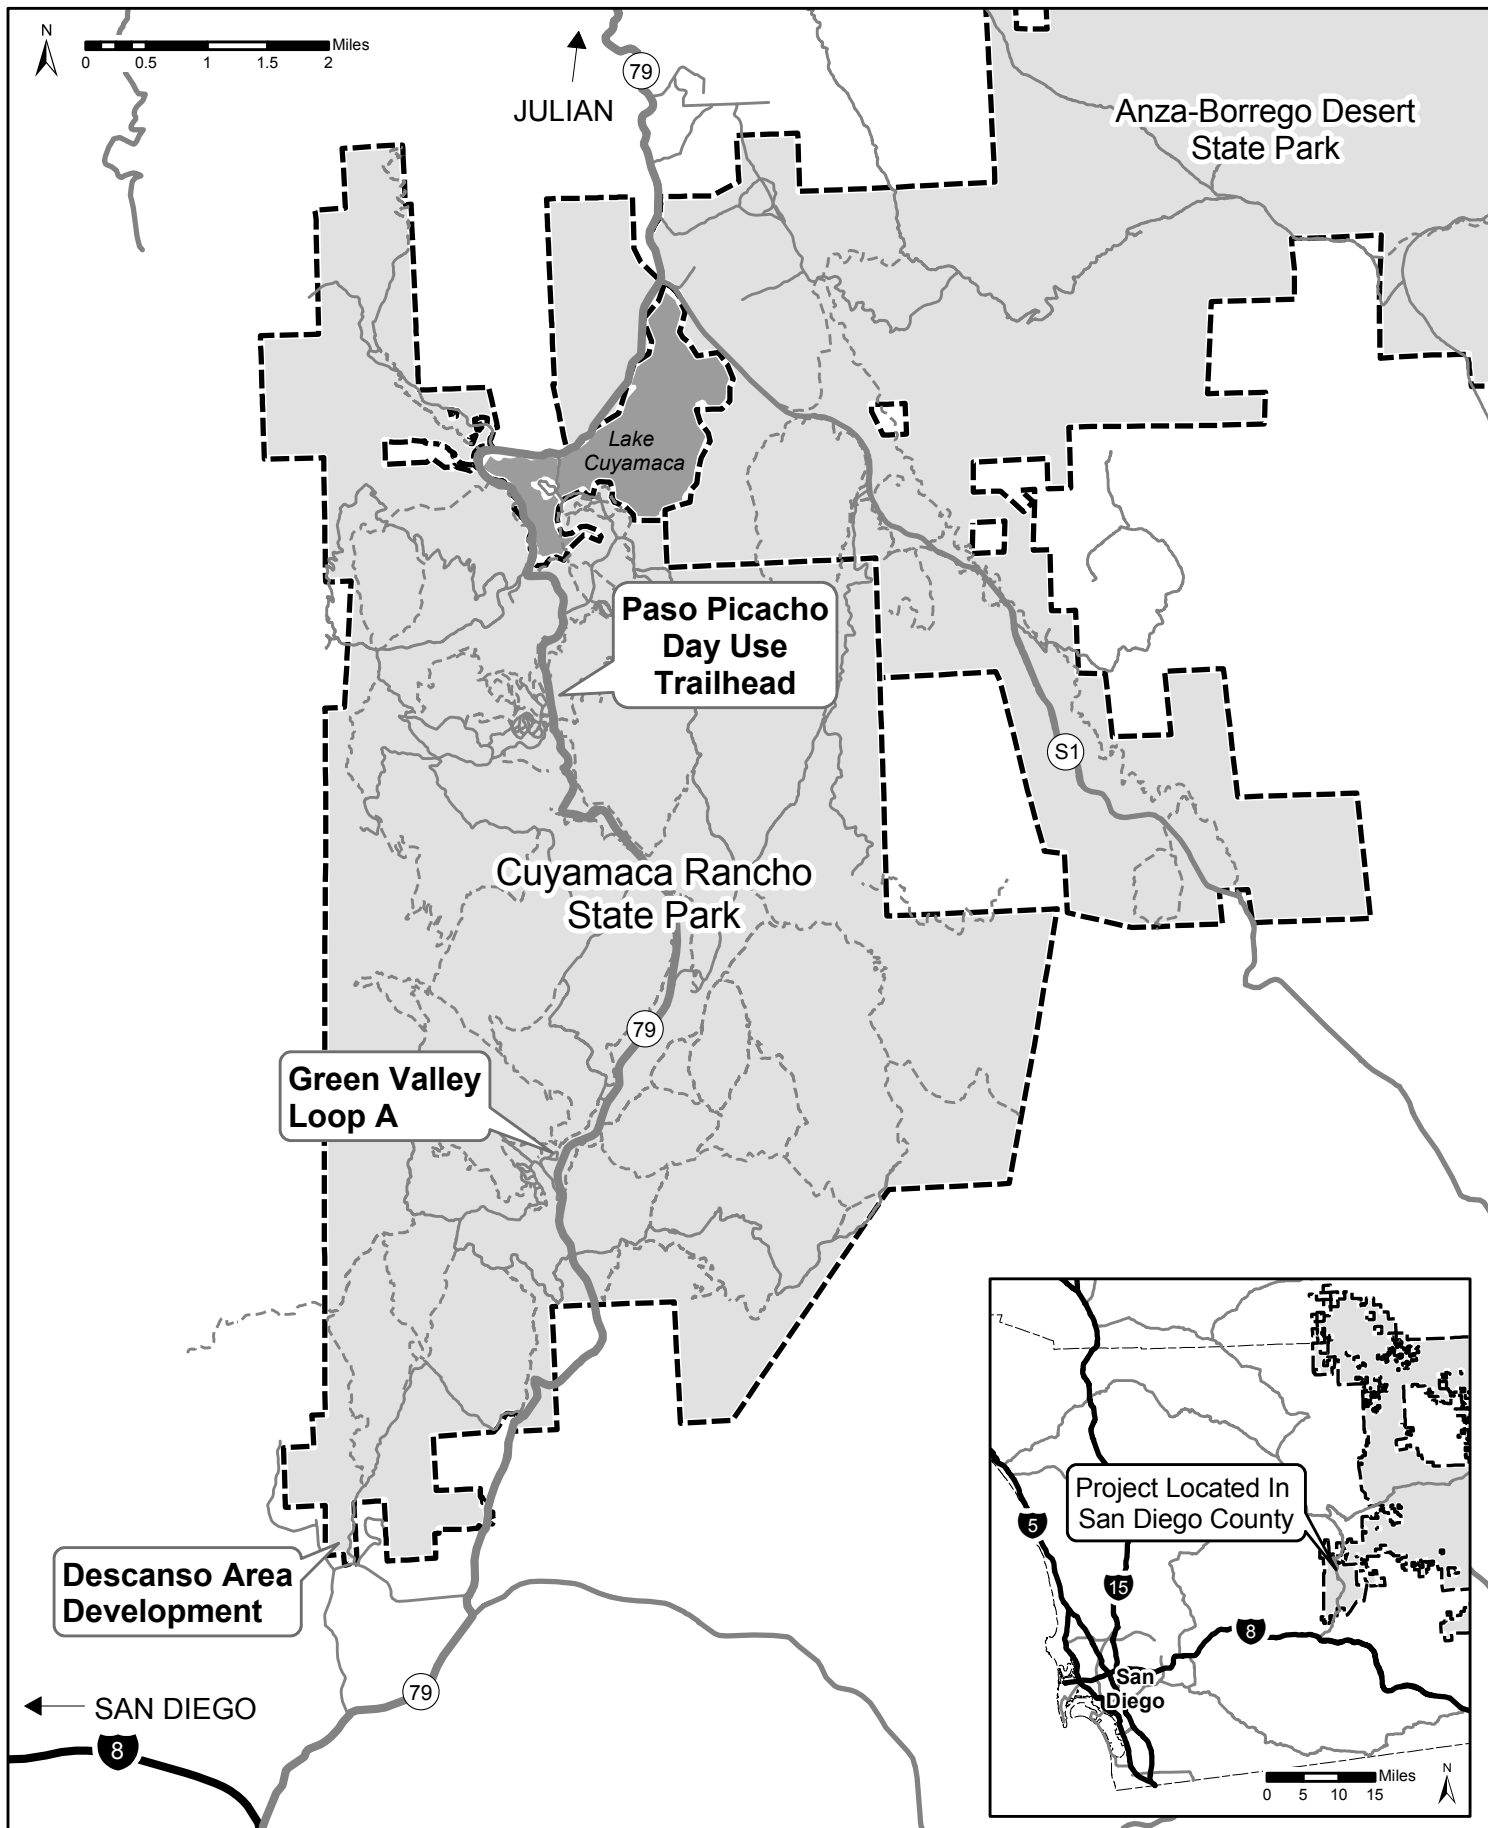 N
Miles
0 0.5 1 1.5 2
JULIAN
79
Anza-Borrego Desert
State Park
Lake
Cuyamaca
Paso Picacho
Day Use
Trailhead
S1
Cuyamaca Rancho
State Park
79
Green Valley
Loop A
Descanso Area
Development
79
SAN DIEGO
8
Project Located In
San Diego County
5
15
8
San
Diego
Miles
0 5 10 15
N